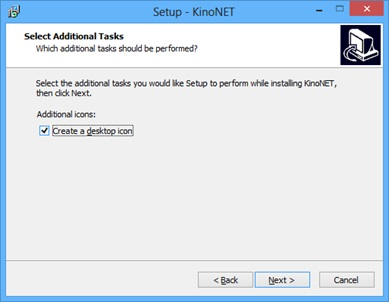 Setup - KinoNET
Select Additional Tasks
Which additional tasks should be performed?
Select the additional tasks you would like Setup to perform while installing KinoNET,
then click Next.
Additional icons:
Create a desktop icon
< Back
Next >
Cancel